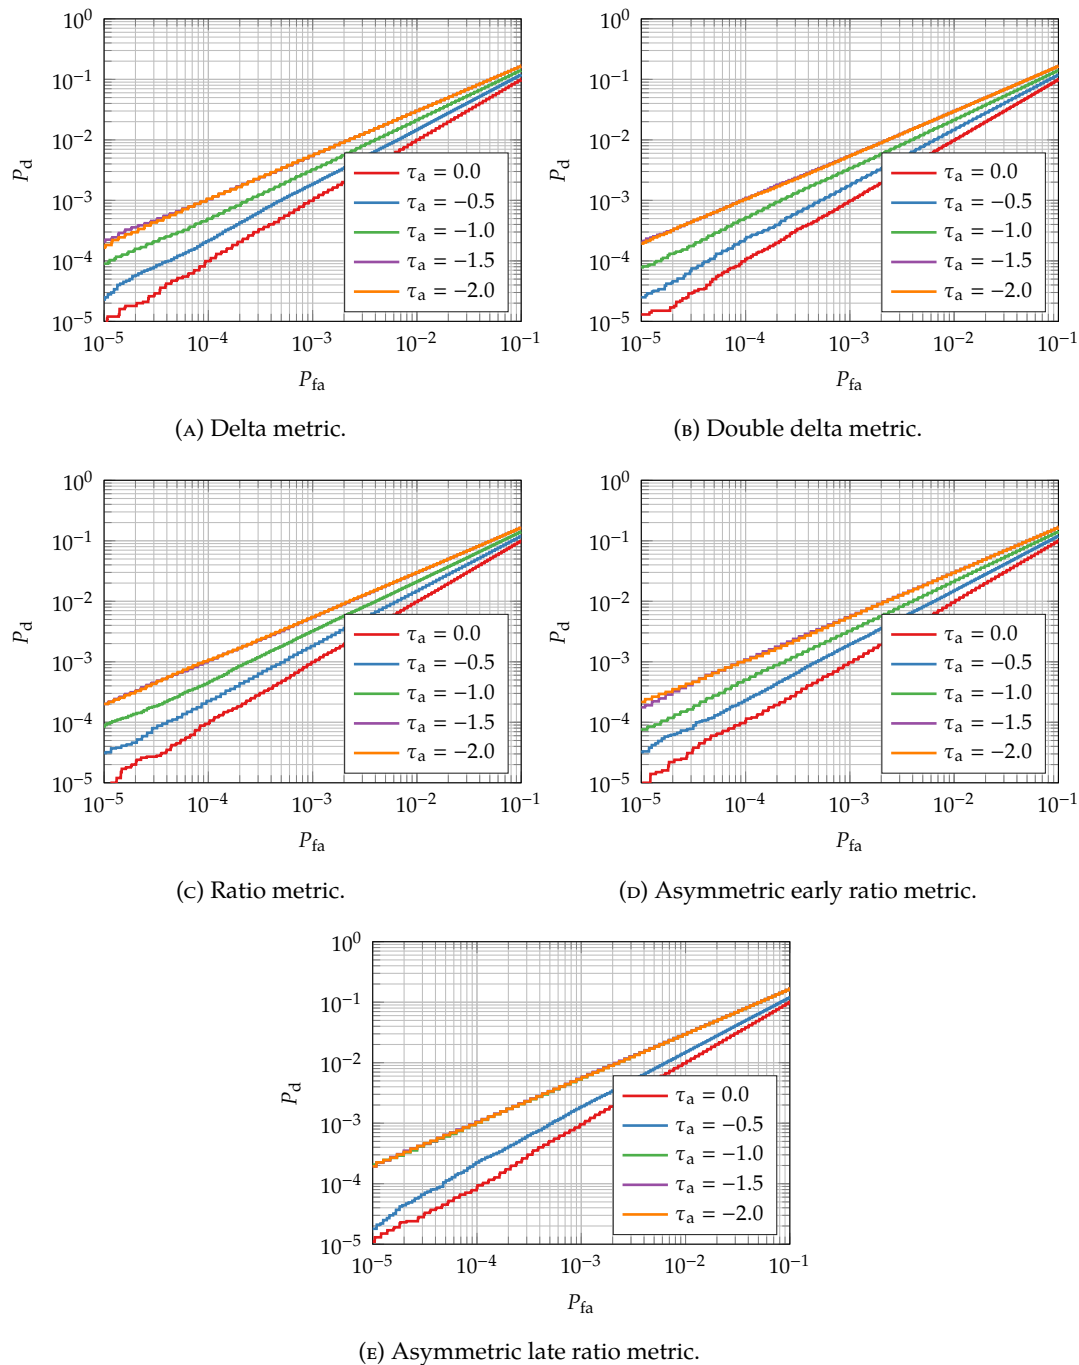 10⁰
10⁻¹
10⁻²
10⁻³
10⁻⁴
10⁻⁵
P_d
τ_a = 0.0
τ_a = −0.5
τ_a = −1.0
τ_a = −1.5
τ_a = −2.0
10⁻⁵ 10⁻⁴ 10⁻³ 10⁻² 10⁻¹
P_fa
(A) Delta metric.
10⁰
10⁻¹
10⁻²
10⁻³
10⁻⁴
10⁻⁵
P_d
τ_a = 0.0
τ_a = −0.5
τ_a = −1.0
τ_a = −1.5
τ_a = −2.0
10⁻⁵ 10⁻⁴ 10⁻³ 10⁻² 10⁻¹
P_fa
(B) Double delta metric.
10⁰
10⁻¹
10⁻²
10⁻³
10⁻⁴
10⁻⁵
P_d
τ_a = 0.0
τ_a = −0.5
τ_a = −1.0
τ_a = −1.5
τ_a = −2.0
10⁻⁵ 10⁻⁴ 10⁻³ 10⁻² 10⁻¹
P_fa
(C) Ratio metric.
10⁰
10⁻¹
10⁻²
10⁻³
10⁻⁴
10⁻⁵
P_d
τ_a = 0.0
τ_a = −0.5
τ_a = −1.0
τ_a = −1.5
τ_a = −2.0
10⁻⁵ 10⁻⁴ 10⁻³ 10⁻² 10⁻¹
P_fa
(D) Asymmetric early ratio metric.
10⁰
10⁻¹
10⁻²
10⁻³
10⁻⁴
10⁻⁵
P_d
τ_a = 0.0
τ_a = −0.5
τ_a = −1.0
τ_a = −1.5
τ_a = −2.0
10⁻⁵ 10⁻⁴ 10⁻³ 10⁻² 10⁻¹
P_fa
(E) Asymmetric late ratio metric.